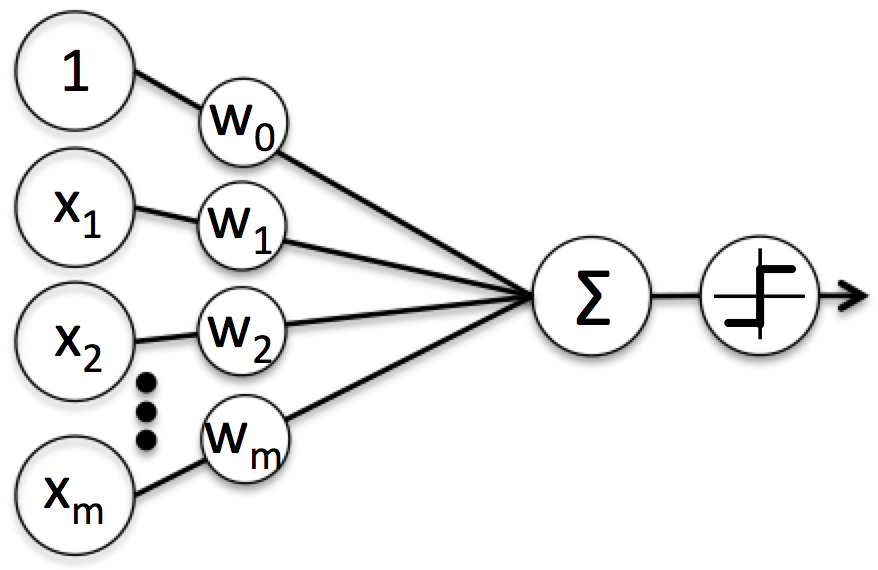 1
w₀
x₁
w₁
x₂
w₂
xₘ
wₘ
Σ